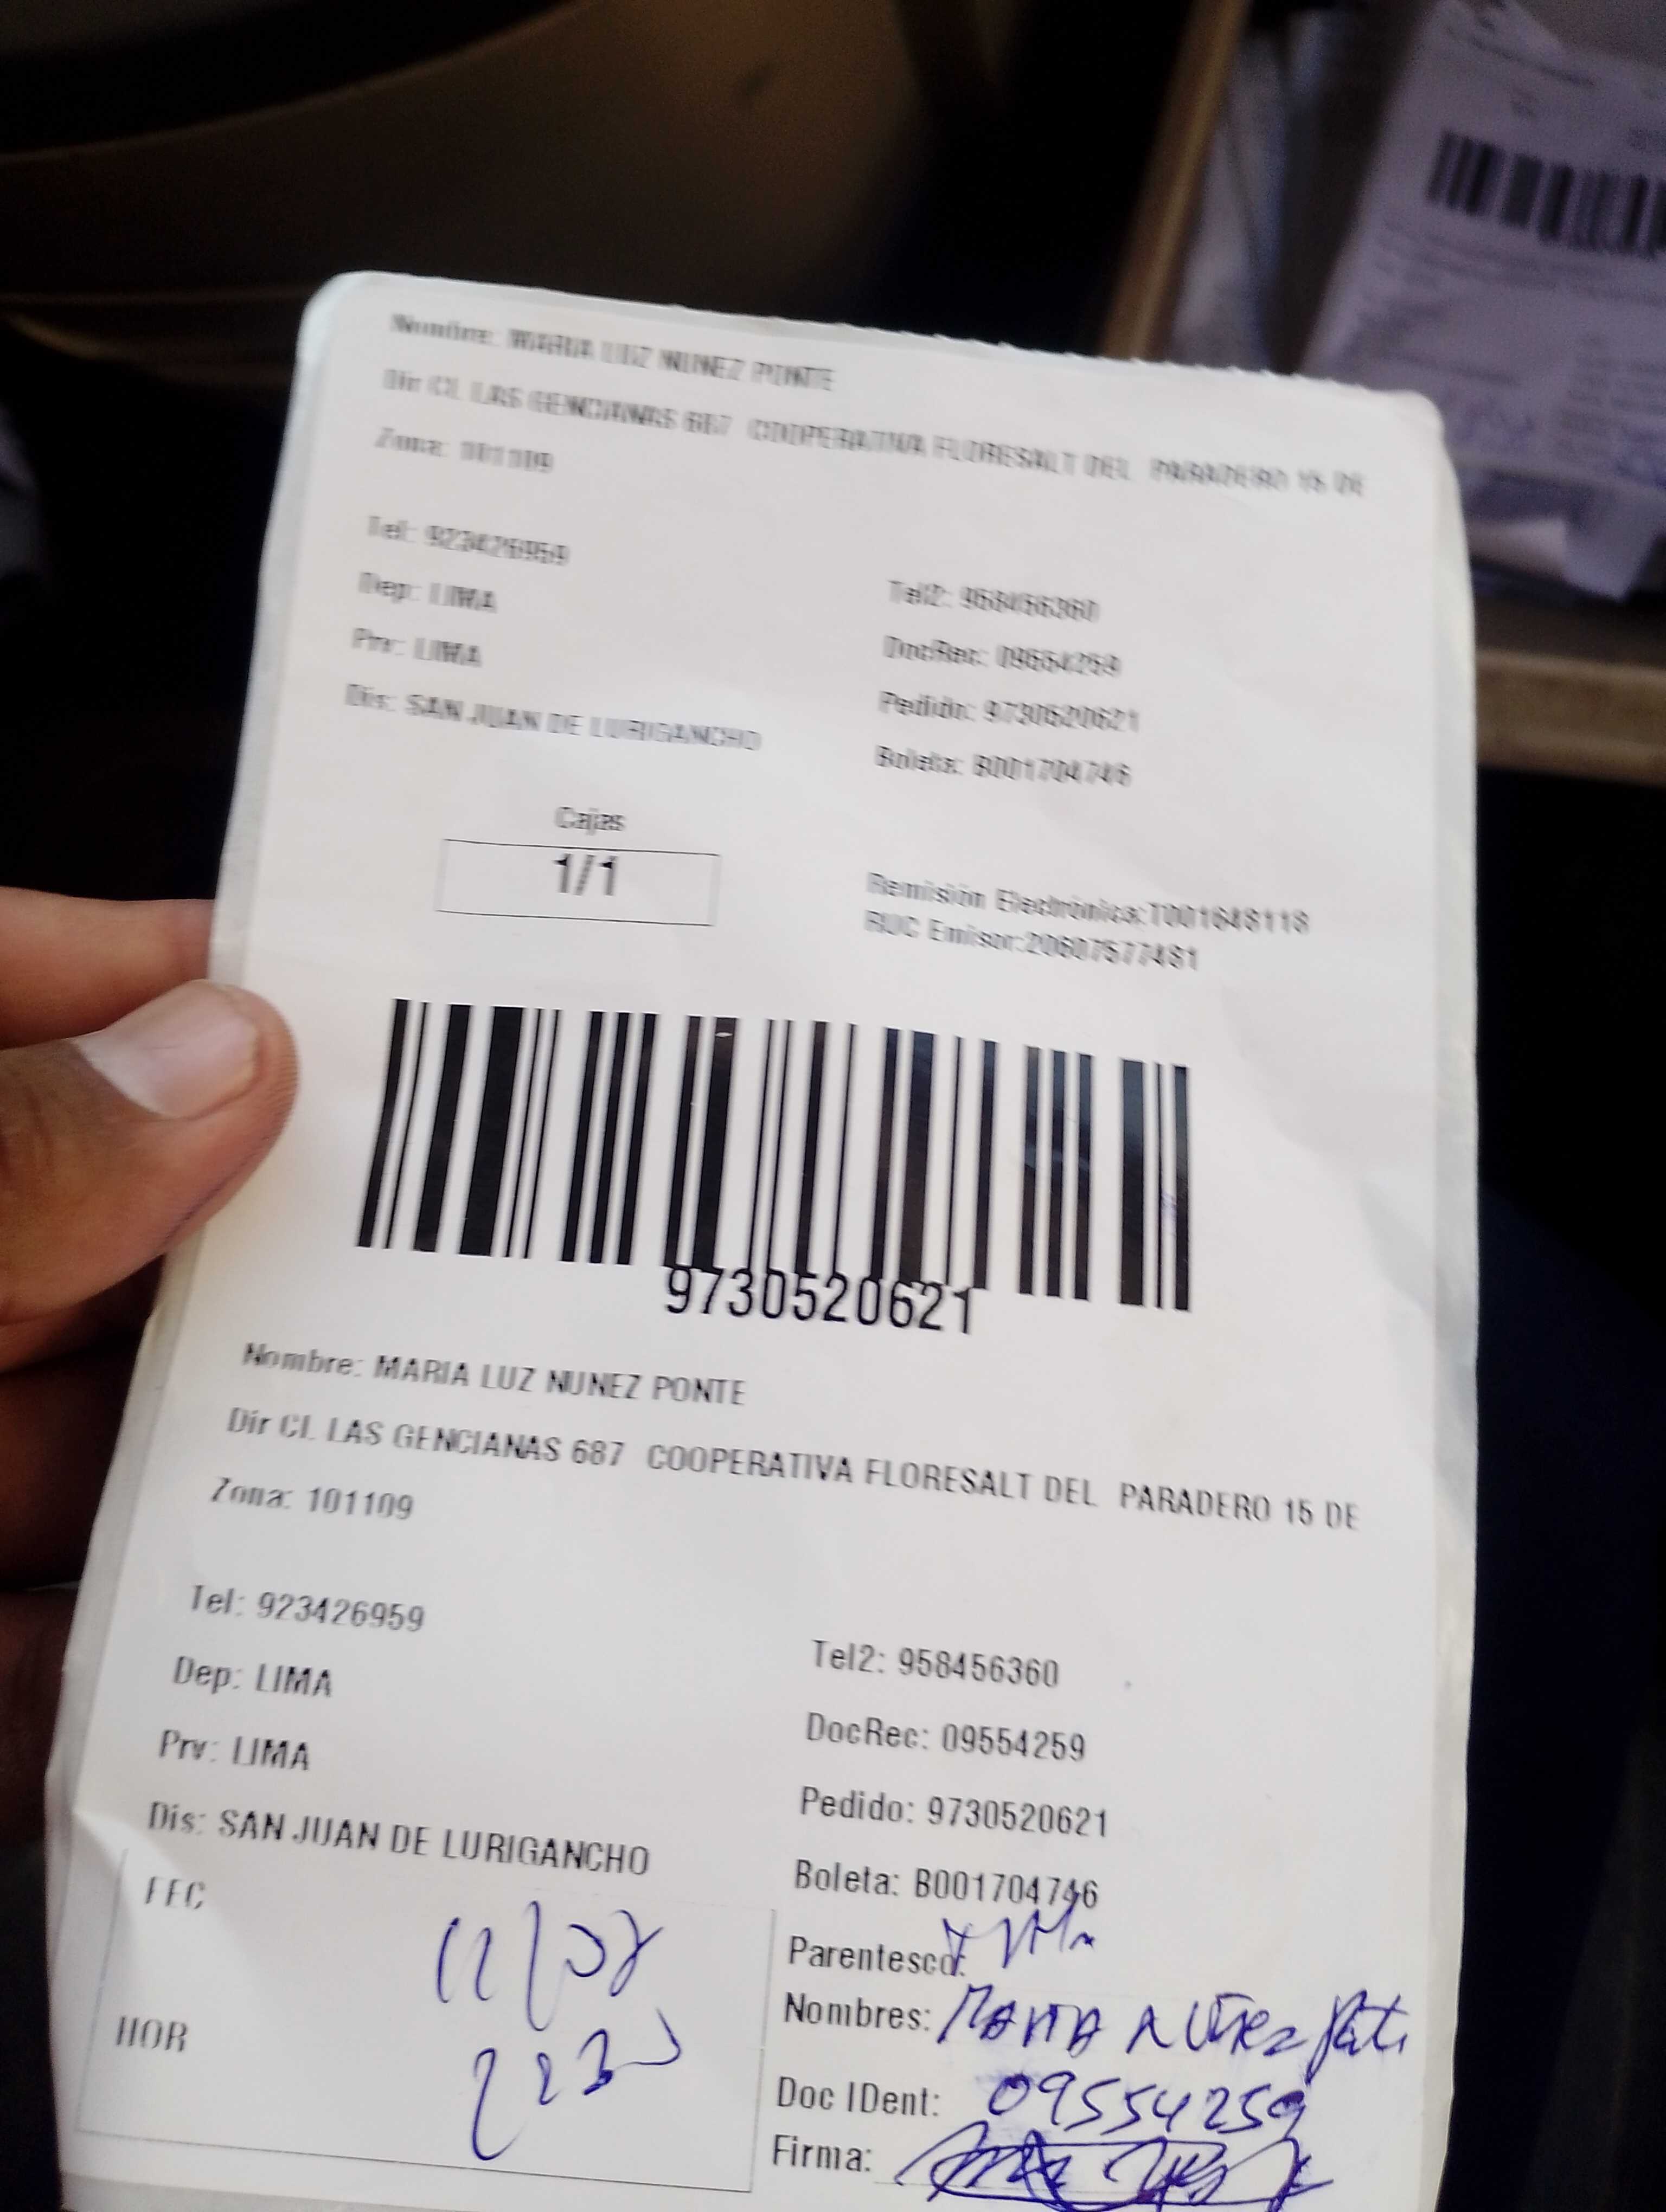 Nombre: MARIA LUZ NUNEZ PONTE
Dir CL LAS GENCIANAS 687 COOPERATIVA FLORESALT DEL PARADERO 15 DE
Zona: 101109
Tel: 923426959
Tel2: 958456360
Dep: LIMA
DocRec: 09554259
Prv: LIMA
Pedido: 9730520621
Dis: SAN JUAN DE LURIGANCHO
Boleta: B001704746
Cajas
1/1
Remisión Electrónica:T001648118
RUC Emisor:20607577481
9730520621
Nombre: MARIA LUZ NUNEZ PONTE
Dir CL LAS GENCIANAS 687 COOPERATIVA FLORESALT DEL PARADERO 15 DE
Zona: 101109
Tel: 923426959
Tel2: 958456360
Dep: LIMA
DocRec: 09554259
Prv: LIMA
Pedido: 9730520621
Dis: SAN JUAN DE LURIGANCHO
Boleta: B001704746
FEC
Parentesco:
Nombres: MARIA NUÑEZ
HOR
Doc IDent: 09554259
Firma: